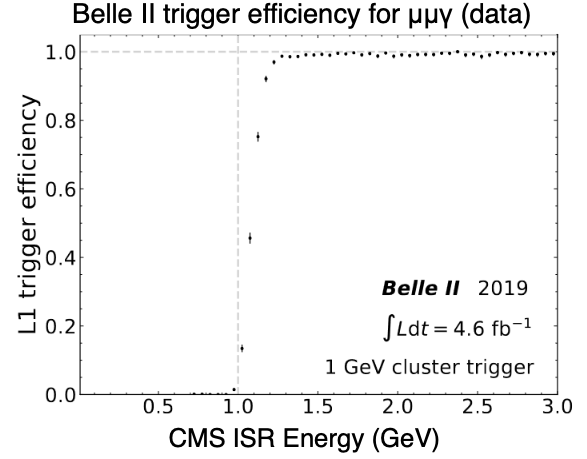 Belle II trigger efficiency for μμγ (data)
1.0
0.8
0.6
0.4
0.2
0.0
L1 trigger efficiency
Belle II 2019
∫Ldt = 4.6 fb⁻¹
1 GeV cluster trigger
0.5 1.0 1.5 2.0 2.5 3.0
CMS ISR Energy (GeV)